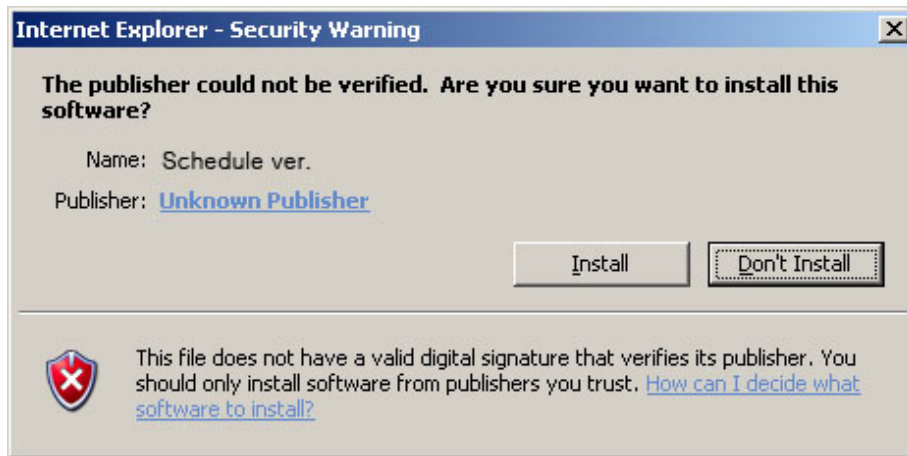 Internet Explorer - Security Warning
The publisher could not be verified.  Are you sure you want to install this
software?
Name: Schedule ver.
Publisher: Unknown Publisher
Install Don't Install
This file does not have a valid digital signature that verifies its publisher. You
should only install software from publishers you trust. How can I decide what
software to install?